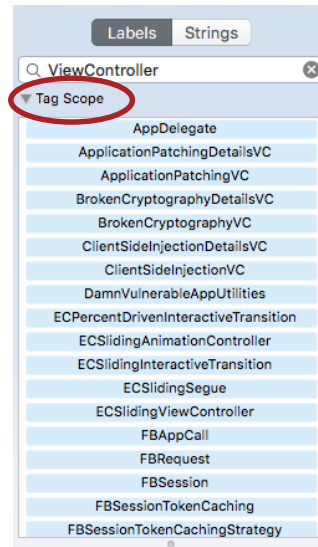 Labels Strings
ViewController
Tag Scope
AppDelegate
ApplicationPatchingDetailsVC
ApplicationPatchingVC
BrokenCryptographyDetailsVC
BrokenCryptographyVC
ClientSideInjectionDetailsVC
ClientSideInjectionVC
DamnVulnerableAppUtilities
ECPercentDrivenInteractiveTransition
ECSlidingAnimationController
ECSlidingInteractiveTransition
ECSlidingSegue
ECSlidingViewController
FBAppCall
FBRequest
FBSession
FBSessionTokenCaching
FBSessionTokenCachingStrategy